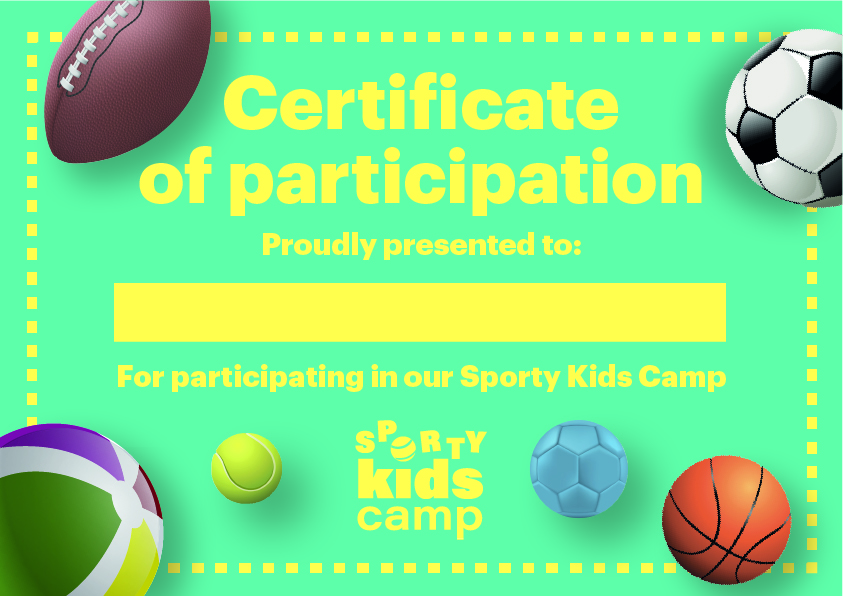 Certificate
of participation
Proudly presented to:
For participating in our Sporty Kids Camp
SPORTY
kids
camp